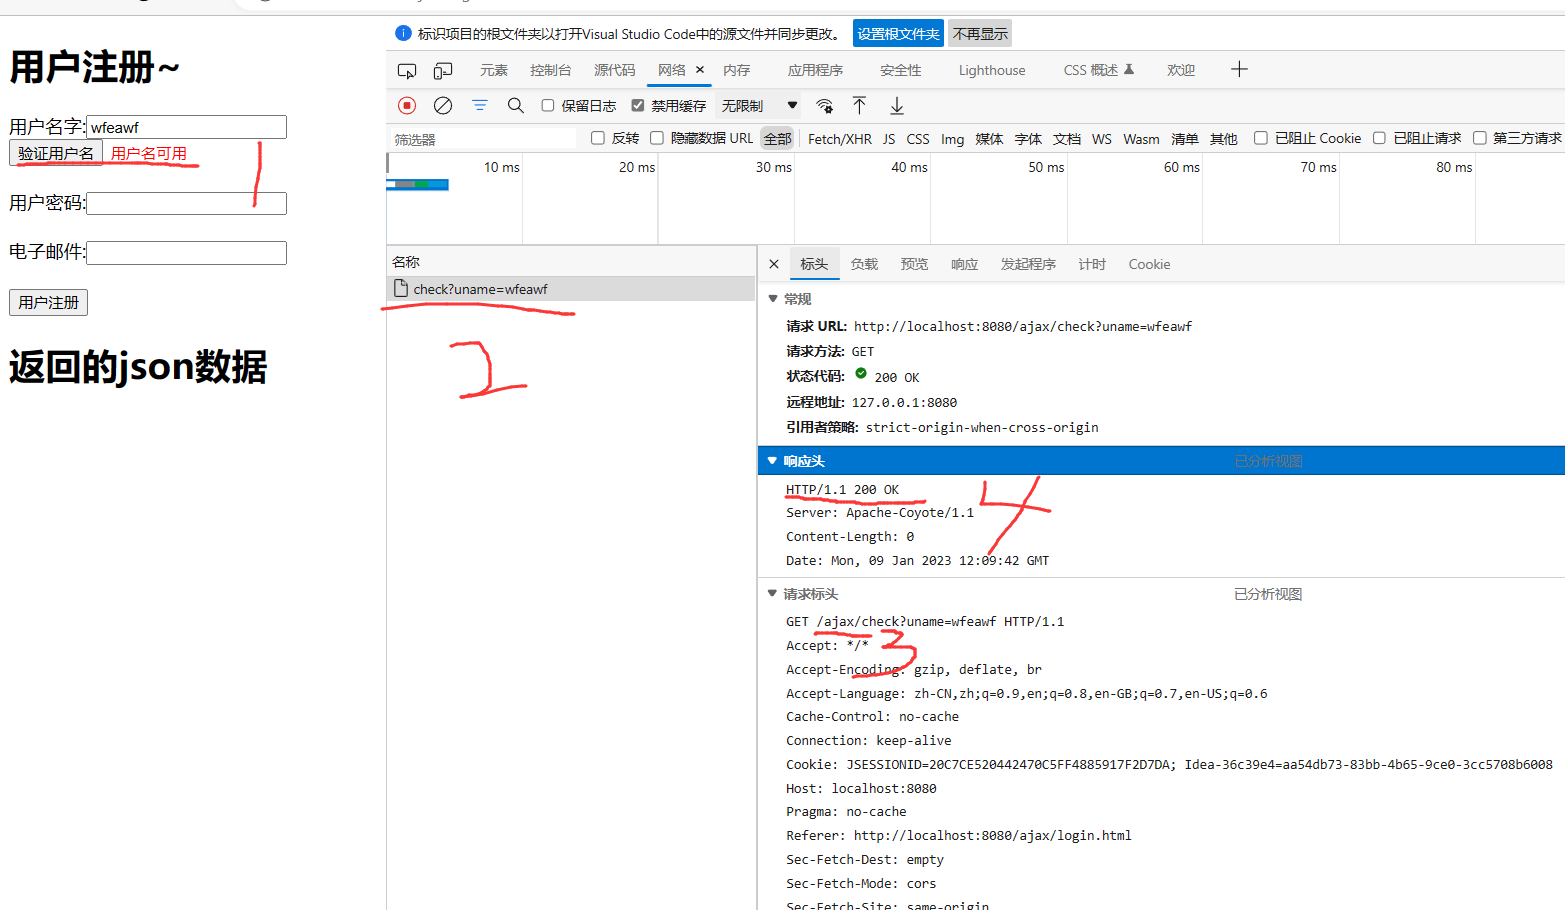 标识项目的根文件夹以打开Visual Studio Code中的源文件并同步更改。 设置根文件夹 不再显示
用户注册~
元素 控制台 源代码 网络 × 内存 应用程序 安全性 Lighthouse CSS 概述 欢迎 +
保留日志 禁用缓存 无限制
用户名字: wfeawf
筛选器 反转 隐藏数据 URL 全部 Fetch/XHR JS CSS Img 媒体 字体 文档 WS Wasm 清单 其他 已阻止 Cookie 已阻止请求 第三方请求
验证用户名 用户名可用
1
10 ms 20 ms 30 ms 40 ms 50 ms 60 ms 70 ms 80 ms
用户密码:
电子邮件:
用户注册
返回的json数据
名称
check?uname=wfeawf
2
× 标头 负载 预览 响应 发起程序 计时 Cookie
常规
请求 URL: http://localhost:8080/ajax/check?uname=wfeawf
请求方法: GET
状态代码: 200 OK
远程地址: 127.0.0.1:8080
引用者策略: strict-origin-when-cross-origin
响应头 已分析视图
HTTP/1.1 200 OK
4
Server: Apache-Coyote/1.1
Content-Length: 0
Date: Mon, 09 Jan 2023 12:09:42 GMT
请求标头 已分析视图
GET /ajax/check?uname=wfeawf HTTP/1.1
Accept: */*
3
Accept-Encoding: gzip, deflate, br
Accept-Language: zh-CN,zh;q=0.9,en;q=0.8,en-GB;q=0.7,en-US;q=0.6
Cache-Control: no-cache
Connection: keep-alive
Cookie: JSESSIONID=20C7CE520442470C5FF4885917F2D7DA; Idea-36c39e4=aa54db73-83bb-4b65-9ce0-3cc5708b6008
Host: localhost:8080
Pragma: no-cache
Referer: http://localhost:8080/ajax/login.html
Sec-Fetch-Dest: empty
Sec-Fetch-Mode: cors
Sec-Fetch-Site: same-origin